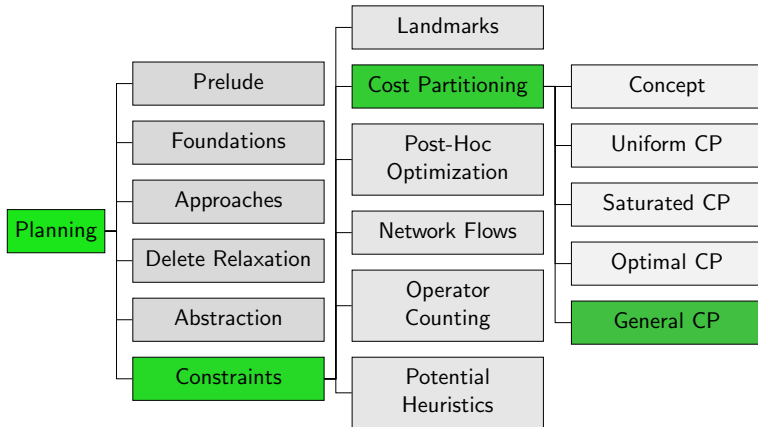 Planning
Prelude
Foundations
Approaches
Delete Relaxation
Abstraction
Constraints
Landmarks
Cost Partitioning
Post-Hoc
Optimization
Network Flows
Operator
Counting
Potential
Heuristics
Concept
Uniform CP
Saturated CP
Optimal CP
General CP